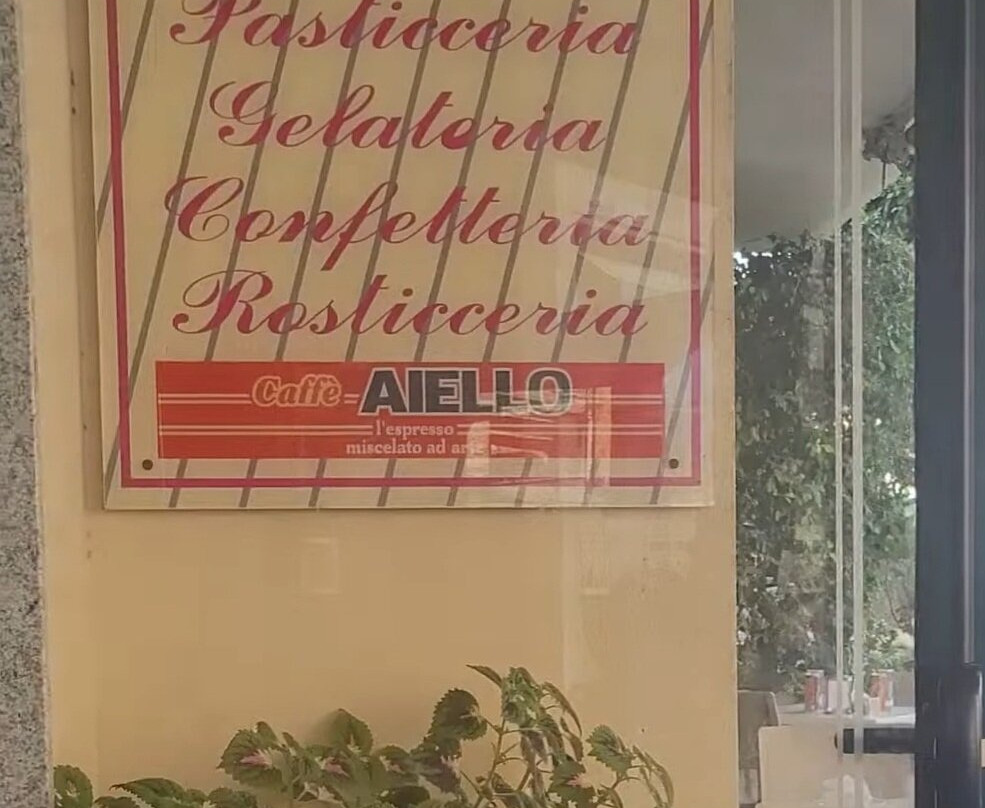 Pasticceria
Gelateria
Confetteria
Rosticceria
Caffè AIELLO
l'espresso
miscelato ad arte